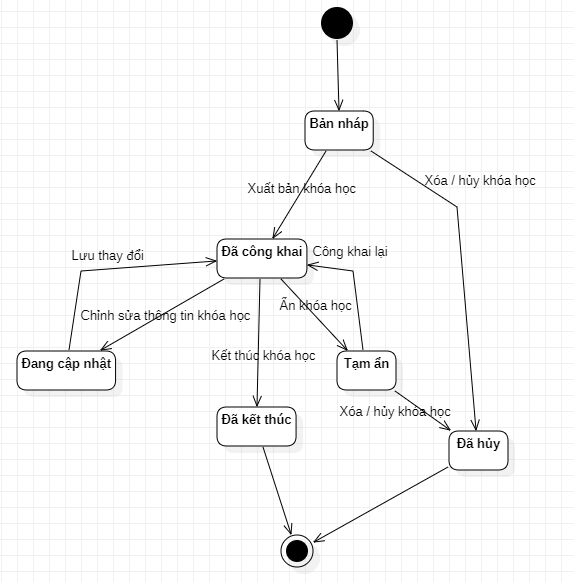 Bản nháp
Xóa / hủy khóa học
Xuất bản khóa học
Đã công khai
Công khai lại
Lưu thay đổi
Ẩn khóa học
Chỉnh sửa thông tin khóa học
Kết thúc khóa học
Đang cập nhật
Tạm ẩn
Đã kết thúc
Xóa / hủy khóa học
Đã hủy